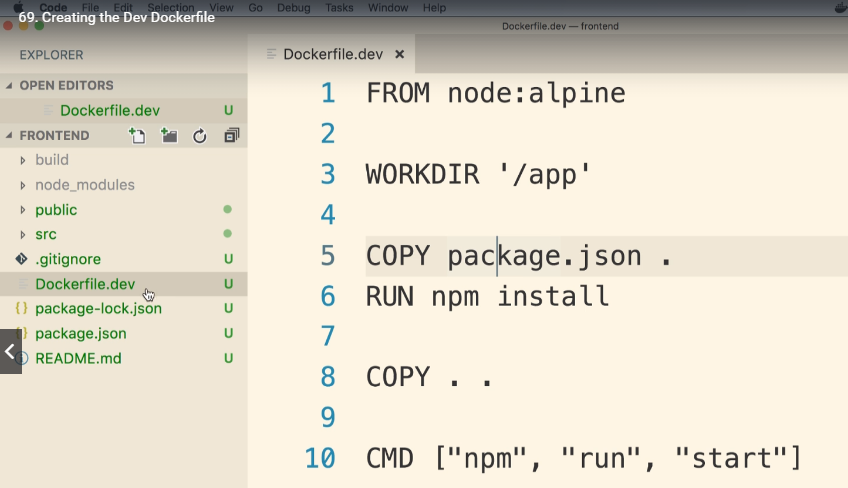 Code File Edit Selection View Go Debug Tasks Window Help
69. Creating the Dev Dockerfile
Dockerfile.dev — frontend
EXPLORER
Dockerfile.dev ×
OPEN EDITORS
Dockerfile.dev U
FRONTEND
build
node_modules
public
src
.gitignore U
Dockerfile.dev U
{} package-lock.json U
{} package.json U
README.md U
1 FROM node:alpine
2
3 WORKDIR '/app'
4
5 COPY package.json .
6 RUN npm install
7
8 COPY . .
9
10 CMD ["npm", "run", "start"]